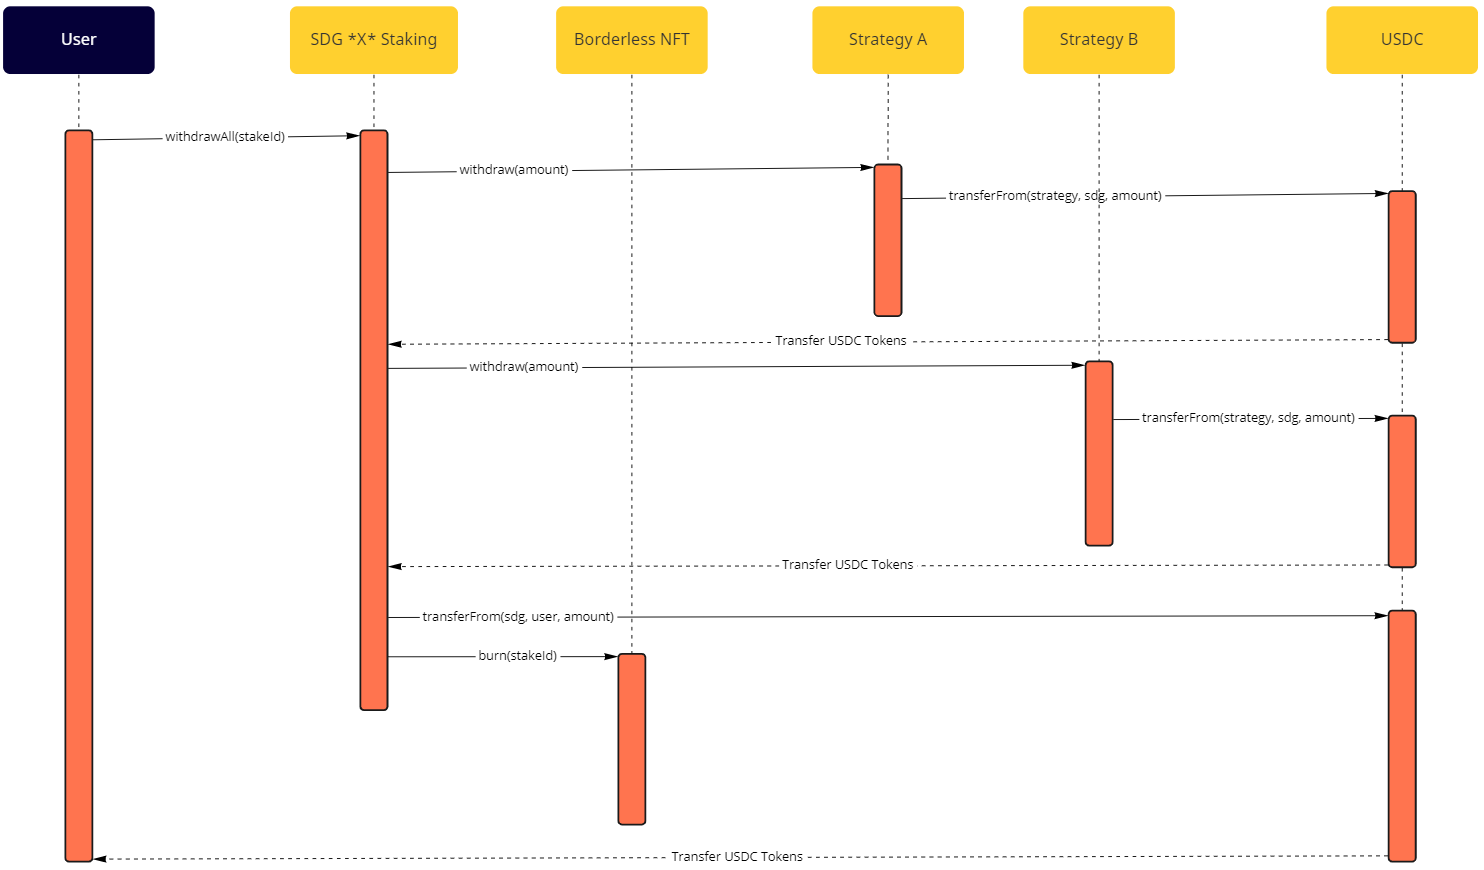 User
SDG *X* Staking
Borderless NFT
Strategy A
Strategy B
USDC
withdrawAll(stakeId)
withdraw(amount)
transferFrom(strategy, sdg, amount)
Transfer USDC Tokens
withdraw(amount)
transferFrom(strategy, sdg, amount)
Transfer USDC Tokens
transferFrom(sdg, user, amount)
burn(stakeId)
Transfer USDC Tokens